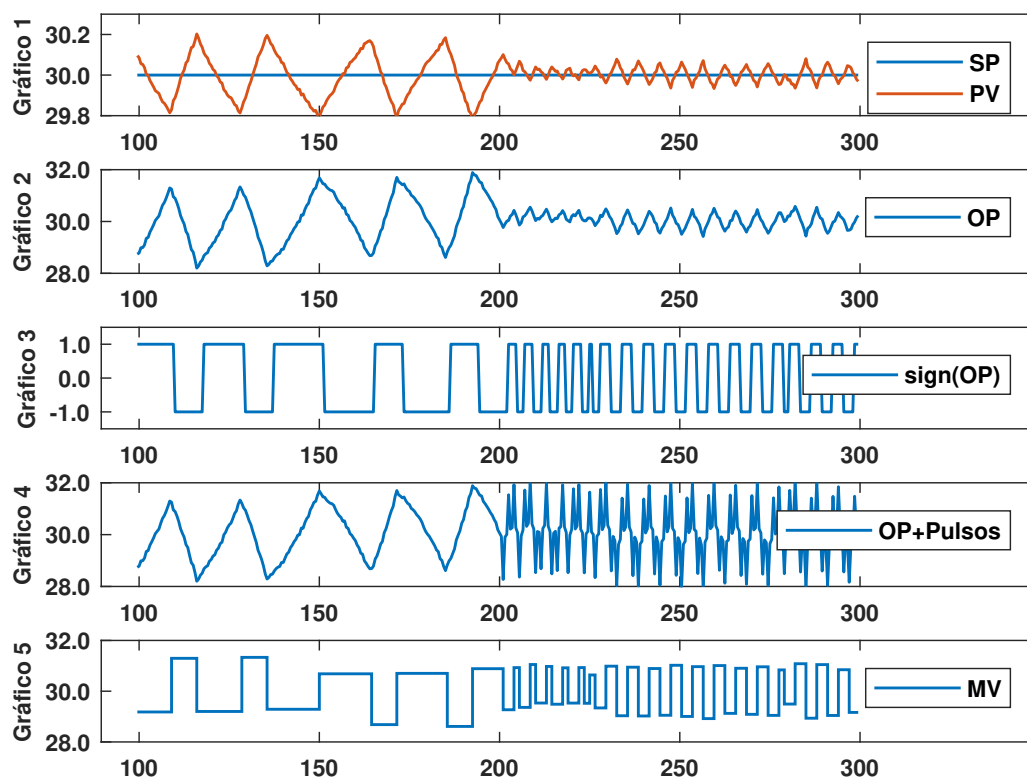 Gráfico 1
30.2
30.0
29.8
SP
PV
100 150 200 250 300
Gráfico 2
32.0
30.0
28.0
OP
100 150 200 250 300
Gráfico 3
1.0
0.0
-1.0
sign(OP)
100 150 200 250 300
Gráfico 4
32.0
30.0
28.0
OP+Pulsos
100 150 200 250 300
Gráfico 5
32.0
30.0
28.0
MV
100 150 200 250 300